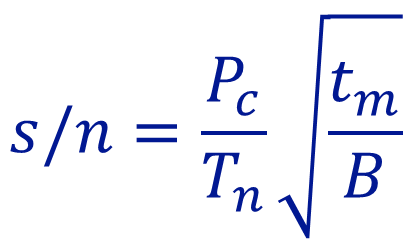 s/n = P_c/T_n √(t_m/B)